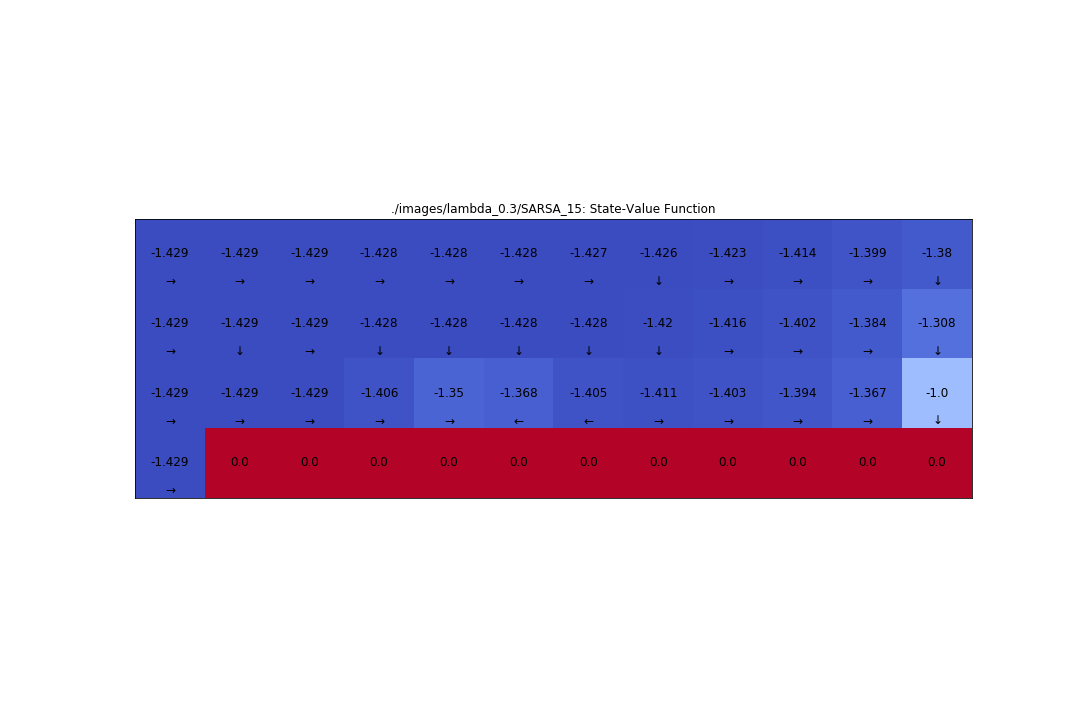 ./images/lambda_0.3/SARSA_15: State-Value Function
-1.429 -1.429 -1.429 -1.428 -1.428 -1.428 -1.427 -1.426 -1.423 -1.414 -1.399 -1.38
→ → → → → → → ↓ → → → ↓
-1.429 -1.429 -1.429 -1.428 -1.428 -1.428 -1.428 -1.42 -1.416 -1.402 -1.384 -1.308
→ ↓ → ↓ ↓ ↓ ↓ ↓ → → → ↓
-1.429 -1.429 -1.429 -1.406 -1.35 -1.368 -1.405 -1.411 -1.403 -1.394 -1.367 -1.0
→ → → → → ← ← → → → → ↓
-1.429 0.0 0.0 0.0 0.0 0.0 0.0 0.0 0.0 0.0 0.0 0.0
→